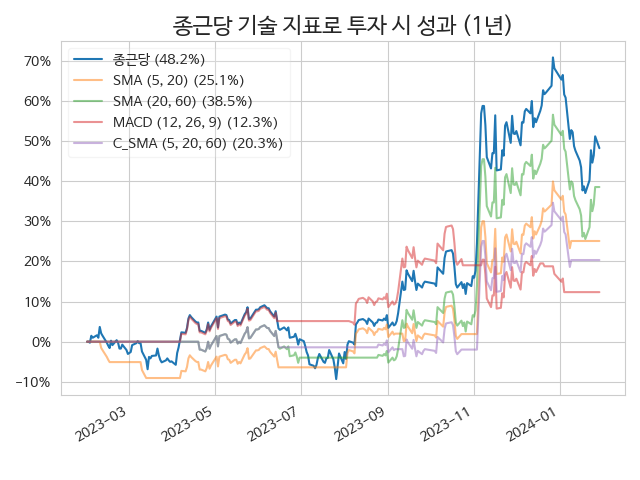 종근당 기술 지표로 투자 시 성과 (1년)
종근당 (48.2%)
SMA (5, 20) (25.1%)
SMA (20, 60) (38.5%)
MACD (12, 26, 9) (12.3%)
C_SMA (5, 20, 60) (20.3%)
70%
60%
50%
40%
30%
20%
10%
0%
−10%
2023-03
2023-05
2023-07
2023-09
2023-11
2024-01